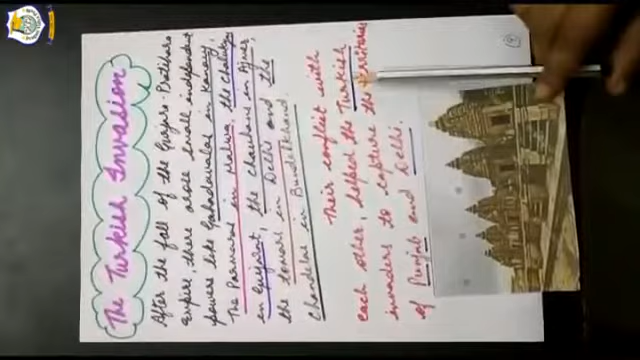 The Turkish Invasion
After the fall of the Gujar-Pratihara
empire, there arose small independent
powers like Gahadavalas in Kanauj,
The Parmaras in Malwa, the Chalukyas
in Gujarat, the Chauhans in Ajmer,
the tomars in Delhi and the
Chandelas in Bundelkhand.
Their conflict with
each other, helped the Turkish
invaders to capture the territories
of Punjab and Delhi.